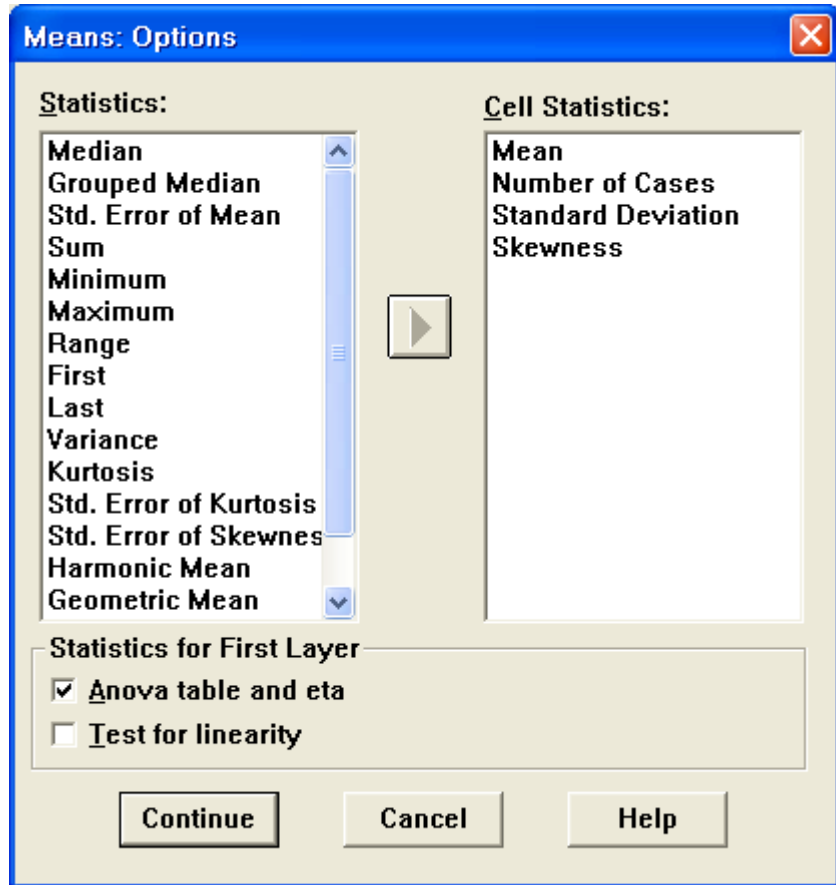 Means: Options
Statistics:
Median
Grouped Median
Std. Error of Mean
Sum
Minimum
Maximum
Range
First
Last
Variance
Kurtosis
Std. Error of Kurtosis
Std. Error of Skewnes
Harmonic Mean
Geometric Mean
Cell Statistics:
Mean
Number of Cases
Standard Deviation
Skewness
Statistics for First Layer
Anova table and eta
Test for linearity
Continue
Cancel
Help